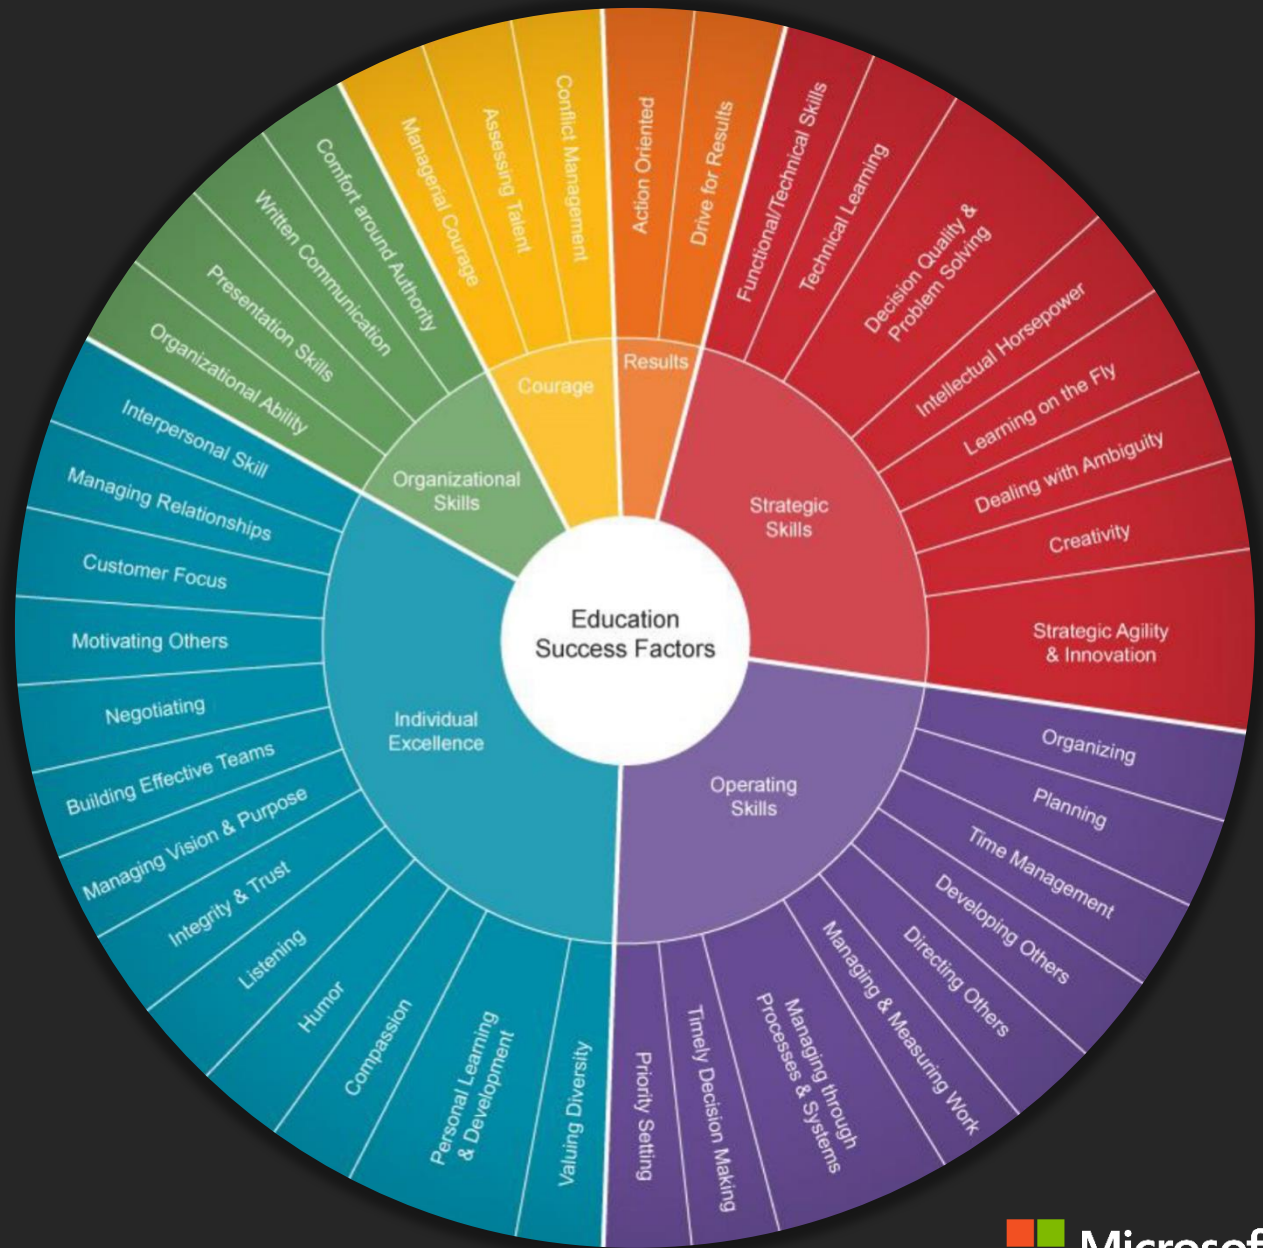 Education
Success Factors
Results
Action Oriented
Drive for Results
Strategic
Skills
Functional/Technical Skills
Technical Learning
Decision Quality &
Problem Solving
Intellectual Horsepower
Learning on the Fly
Dealing with Ambiguity
Creativity
Strategic Agility
& Innovation
Operating
Skills
Organizing
Planning
Time Management
Developing Others
Directing Others
Managing & Measuring Work
Managing through
Processes & Systems
Timely Decision Making
Priority Setting
Individual
Excellence
Valuing Diversity
Personal Learning
& Development
Compassion
Humor
Listening
Integrity & Trust
Managing Vision & Purpose
Building Effective Teams
Negotiating
Motivating Others
Customer Focus
Managing Relationships
Interpersonal Skill
Organizational
Skills
Organizational Ability
Presentation Skills
Written Communication
Comfort around Authority
Courage
Managerial Courage
Assessing Talent
Conflict Management